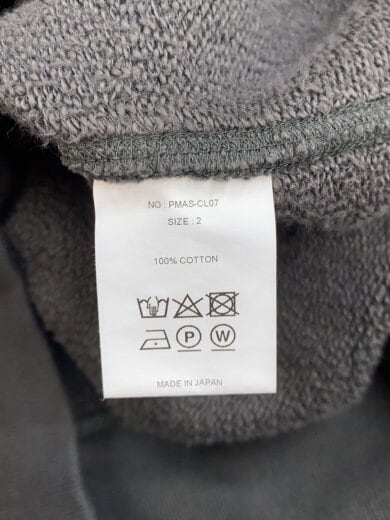 NO : PMAS-CL07
SIZE : 2
100% COTTON
P W
MADE IN JAPAN